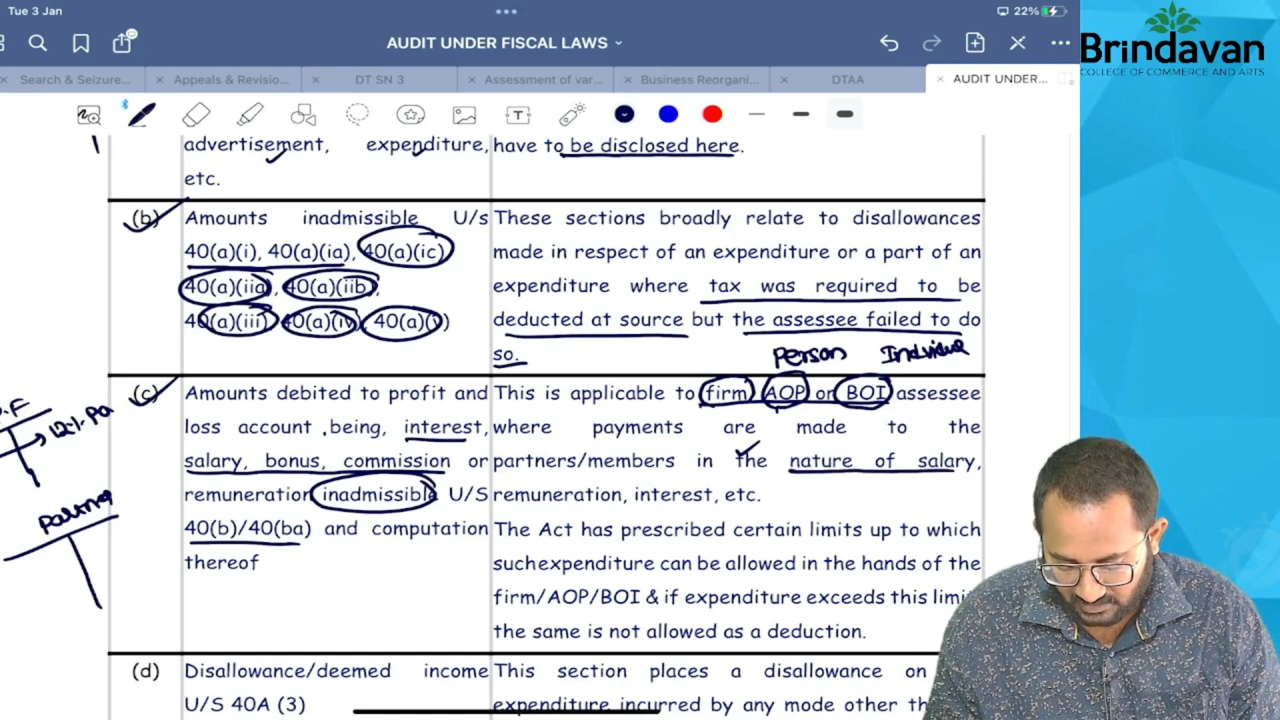 Tue 3 Jan
22%
AUDIT UNDER FISCAL LAWS
Brindavan
COLLEGE OF COMMERCE AND ARTS
Search & Seizure...
Appeals & Revisio...
DT SN 3
Assessment of var...
Business Reorgani...
DTAA
AUDIT UNDER...
advertisement, expenditure, etc.
have to be disclosed here.
(b)
Amounts inadmissible U/s
40(a)(i), 40(a)(ia), 40(a)(ic)
40(a)(iia), 40(a)(iib),
40(a)(iii) 40(a)(iv), 40(a)(v)
These sections broadly relate to disallowances
made in respect of an expenditure or a part of an
expenditure where tax was required to be
deducted at source but the assessee failed to do
so.
Person
(c)
Amounts debited to profit and
loss account being, interest,
salary, bonus, commission or
remuneration inadmissible U/S
40(b)/40(ba) and computation
thereof
This is applicable to firm AOP or BOI assessee
where payments are made to the
partners/members in the nature of salary,
remuneration, interest, etc.
The Act has prescribed certain limits up to which
suchexpenditure can be allowed in the hands of the
firm/AOP/BOI & if expenditure exceeds this limit
the same is not allowed as a deduction.
(d)
Disallowance/deemed income
U/S 40A (3)
This section places a disallowance on
expenditure incurred by any mode other